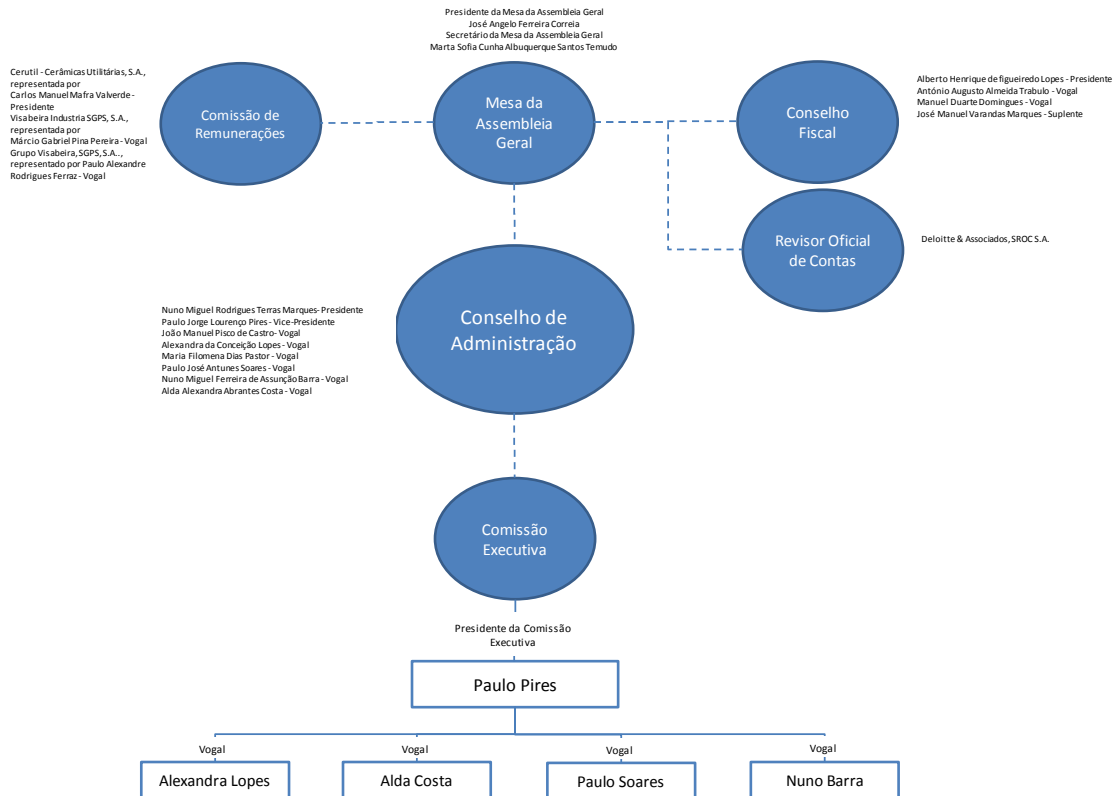 Presidente da Mesa da Assembleia Geral
José Angelo Ferreira Correia
Secretário da Mesa da Assembleia Geral
Marta Sofia Cunha Albuquerque Santos Temudo
Cerutil - Cerâmicas Utilitárias, S.A.,
representada por
Carlos Manuel Mafra Valverde -
Presidente
Visabeira Industria SGPS, S.A.,
representada por
Márcio Gabriel Pina Pereira - Vogal
Grupo Visabeira, SGPS, S.A..,
representado por Paulo Alexandre
Rodrigues Ferraz - Vogal
Comissão de
Remunerações
Mesa da
Assembleia
Geral
Conselho
Fiscal
Alberto Henrique de figueiredo Lopes - Presidente
António Augusto Almeida Trabulo - Vogal
Manuel Duarte Domingues - Vogal
José Manuel Varandas Marques - Suplente
Revisor Oficial
de Contas
Deloitte & Associados, SROC S.A.
Nuno Miguel Rodrigues Terras Marques- Presidente
Paulo Jorge Lourenço Pires - Vice-Presidente
João Manuel Pisco de Castro- Vogal
Alexandra da Conceição Lopes - Vogal
Maria Filomena Dias Pastor - Vogal
Paulo José Antunes Soares - Vogal
Nuno Miguel Ferreira de Assunção Barra - Vogal
Alda Alexandra Abrantes Costa - Vogal
Conselho de
Administração
Comissão
Executiva
Presidente da Comissão
Executiva
Paulo Pires
Vogal
Alexandra Lopes
Vogal
Alda Costa
Vogal
Paulo Soares
Vogal
Nuno Barra